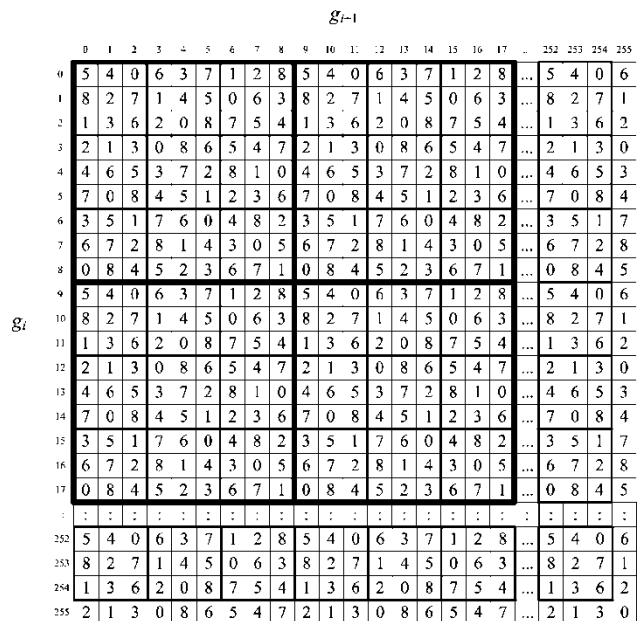 g_{i+1}
0 1 2 3 4 5 6 7 8 9 10 11 12 13 14 15 16 17 .. 252 253 254 255
0 5 4 0 6 3 7 1 2 8 5 4 0 6 3 7 1 2 8 ... 5 4 0 6
1 8 2 7 1 4 5 0 6 3 8 2 7 1 4 5 0 6 3 ... 8 2 7 1
2 1 3 6 2 0 8 7 5 4 1 3 6 2 0 8 7 5 4 ... 1 3 6 2
3 2 1 3 0 8 6 5 4 7 2 1 3 0 8 6 5 4 7 ... 2 1 3 0
4 4 6 5 3 7 2 8 1 0 4 6 5 3 7 2 8 1 0 ... 4 6 5 3
5 7 0 8 4 5 1 2 3 6 7 0 8 4 5 1 2 3 6 ... 7 0 8 4
6 3 5 1 7 6 0 4 8 2 3 5 1 7 6 0 4 8 2 ... 3 5 1 7
7 6 7 2 8 1 4 3 0 5 6 7 2 8 1 4 3 0 5 ... 6 7 2 8
8 0 8 4 5 2 3 6 7 1 0 8 4 5 2 3 6 7 1 ... 0 8 4 5
9 5 4 0 6 3 7 1 2 8 5 4 0 6 3 7 1 2 8 ... 5 4 0 6
g_i 10 8 2 7 1 4 5 0 6 3 8 2 7 1 4 5 0 6 3 ... 8 2 7 1
11 1 3 6 2 0 8 7 5 4 1 3 6 2 0 8 7 5 4 ... 1 3 6 2
12 2 1 3 0 8 6 5 4 7 2 1 3 0 8 6 5 4 7 ... 2 1 3 0
13 4 6 5 3 7 2 8 1 0 4 6 5 3 7 2 8 1 0 ... 4 6 5 3
14 7 0 8 4 5 1 2 3 6 7 0 8 4 5 1 2 3 6 ... 7 0 8 4
15 3 5 1 7 6 0 4 8 2 3 5 1 7 6 0 4 8 2 ... 3 5 1 7
16 6 7 2 8 1 4 3 0 5 6 7 2 8 1 4 3 0 5 ... 6 7 2 8
17 0 8 4 5 2 3 6 7 1 0 8 4 5 2 3 6 7 1 ... 0 8 4 5
: : : : : : : : : : : : : : : : : : : ... : : : :
252 5 4 0 6 3 7 1 2 8 5 4 0 6 3 7 1 2 8 ... 5 4 0 6
253 8 2 7 1 4 5 0 6 3 8 2 7 1 4 5 0 6 3 ... 8 2 7 1
254 1 3 6 2 0 8 7 5 4 1 3 6 2 0 8 7 5 4 ... 1 3 6 2
255 2 1 3 0 8 6 5 4 7 2 1 3 0 8 6 5 4 7 ... 2 1 3 0